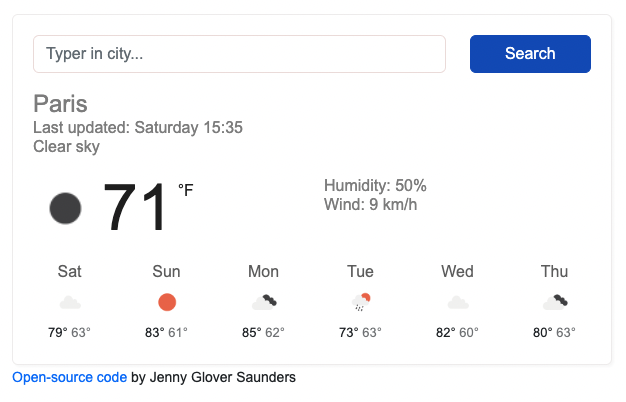 Typer in city... Search
Paris
Last updated: Saturday 15:35
Clear sky
71 °F
Humidity: 50%
Wind: 9 km/h
Sat Sun Mon Tue Wed Thu
79° 63° 83° 61° 85° 62° 73° 63° 82° 60° 80° 63°
Open-source code by Jenny Glover Saunders